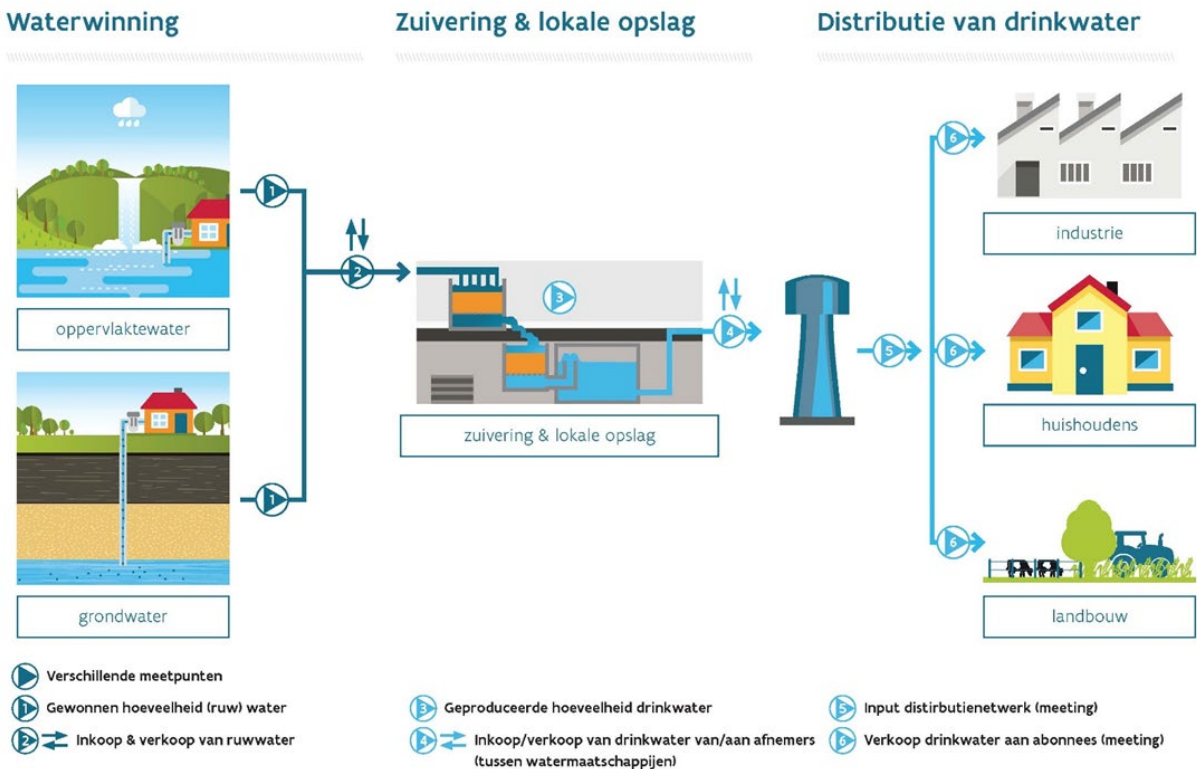 Waterwinning
Zuivering & lokale opslag
Distributie van drinkwater
1
2
3
4
5
6
6
6
1
oppervlaktewater
grondwater
zuivering & lokale opslag
industrie
huishoudens
landbouw
Verschillende meetpunten
1 Gewonnen hoeveelheid (ruw) water
2 Inkoop & verkoop van ruwwater
3 Geproduceerde hoeveelheid drinkwater
4 Inkoop/verkoop van drinkwater van/aan afnemers
(tussen watermaatschappijen)
5 Input distirbutienetwerk (meeting)
6 Verkoop drinkwater aan abonnees (meeting)